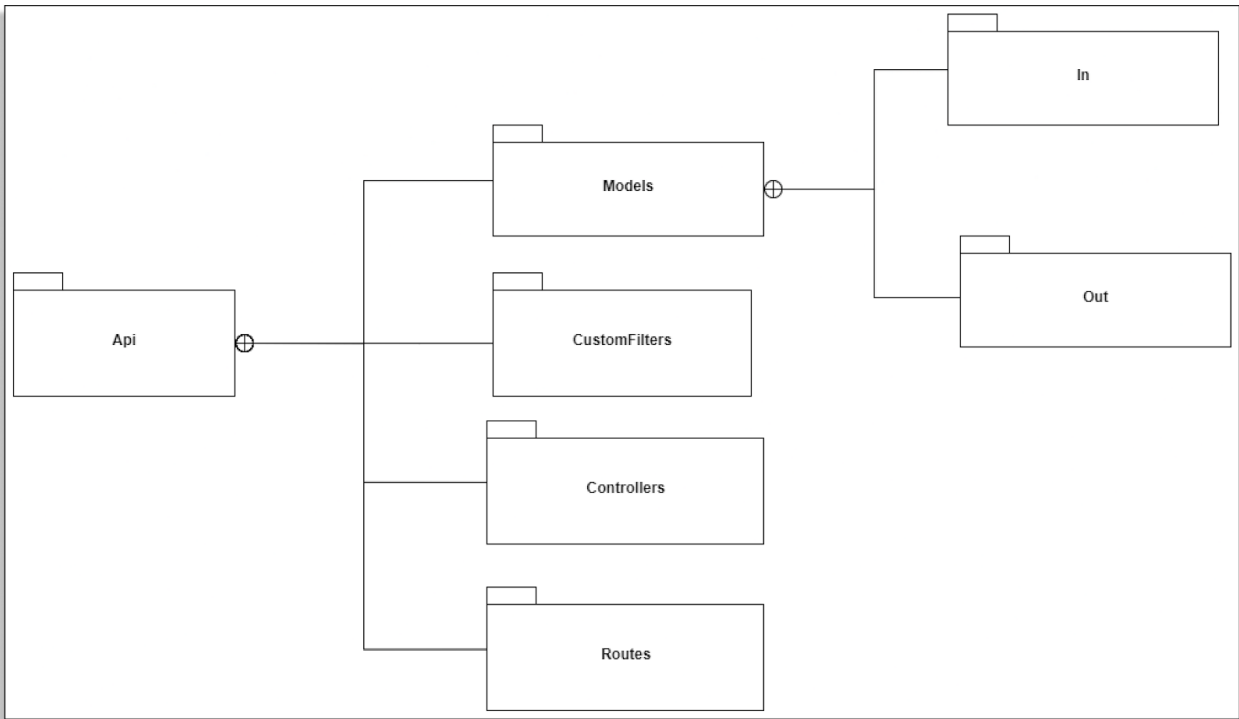 In
Models
Out
Api
CustomFilters
Controllers
Routes